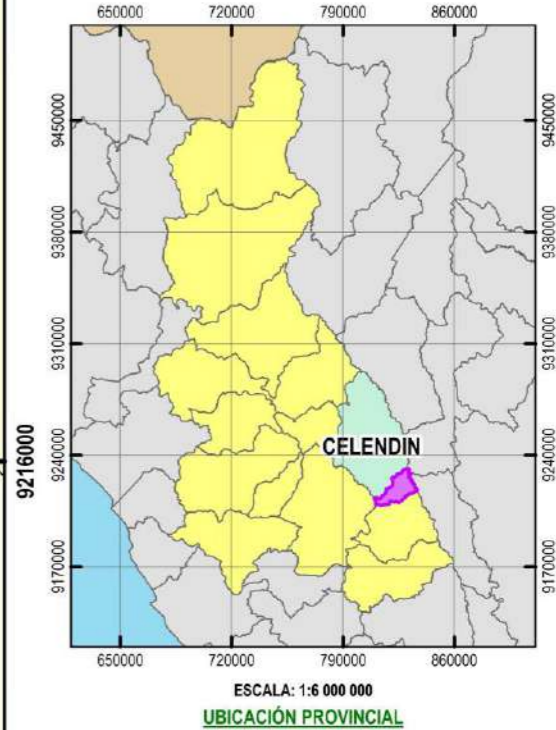 650000 720000 790000 860000
9450000 9450000
9380000 9380000
9310000 9310000
CELENDIN
9240000 9240000
9216000
9170000 9170000
650000 720000 790000 860000
ESCALA: 1:6 000 000
UBICACIÓN PROVINCIAL